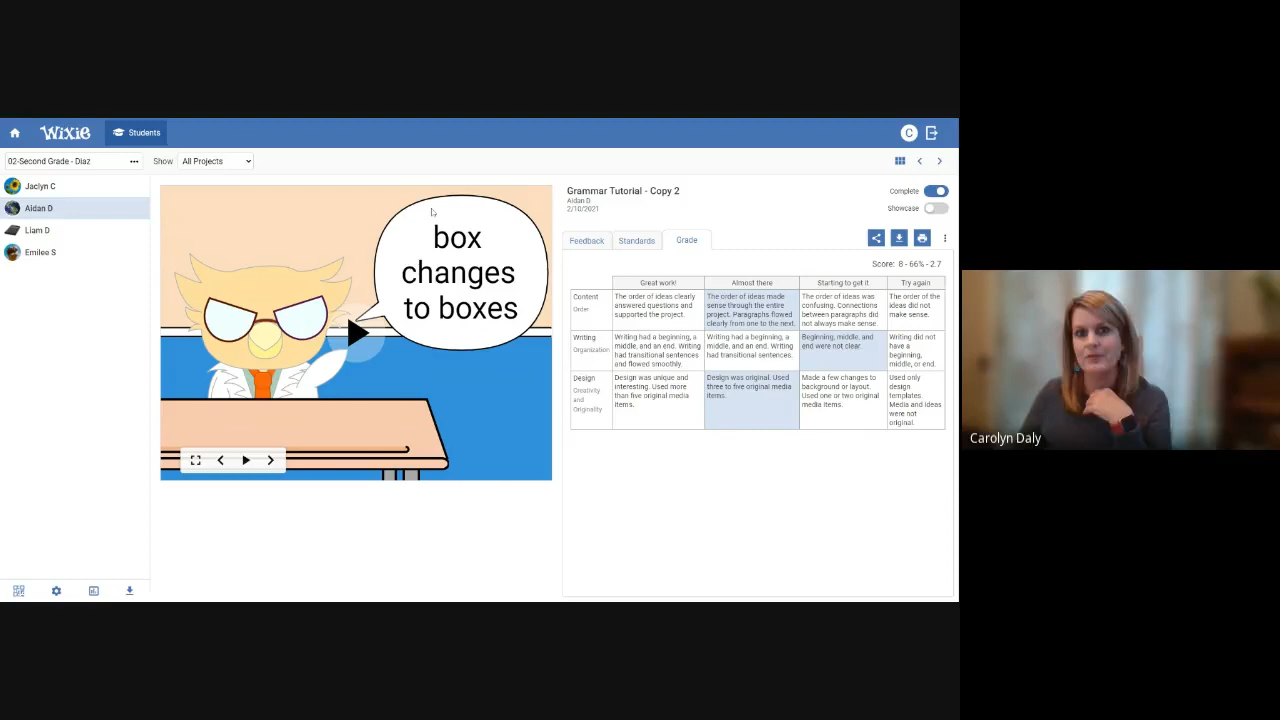 Wixie
Students
C
02-Second Grade - Diaz
Show
All Projects
Jaclyn C
Aidan D
Liam D
Emilee S
box
changes
to boxes
Grammar Tutorial - Copy 2
Aidan D
2/10/2021
Complete
Showcase
Feedback
Standards
Grade
Score: 8 - 66% - 2.7
Great work!
Almost there
Starting to get it
Try again
Content
Order
The order of ideas clearly
answered questions and
supported the project.
The order of ideas made
sense through the entire
project. Paragraphs flowed
clearly from one to the next.
The order of ideas was
confusing. Connections
between paragraphs did
not always make sense.
The order of the
ideas did not
make sense.
Writing
Organization
Writing had a beginning, a
middle, and an end. Writing
had transitional sentences
and flowed smoothly.
Writing had a beginning, a
middle, and an end. Writing
had transitional sentences.
Beginning, middle, and
end were not clear.
Writing did not
have a
beginning,
middle, or end.
Design
Creativity
and
Originality
Design was unique and
interesting. Used more
than five original media
items.
Design was original. Used
three to five original media
items.
Made a few changes to
background or layout.
Used one or two original
media items.
Used only
design
templates.
Media and ideas
were not
original.
Carolyn Daly